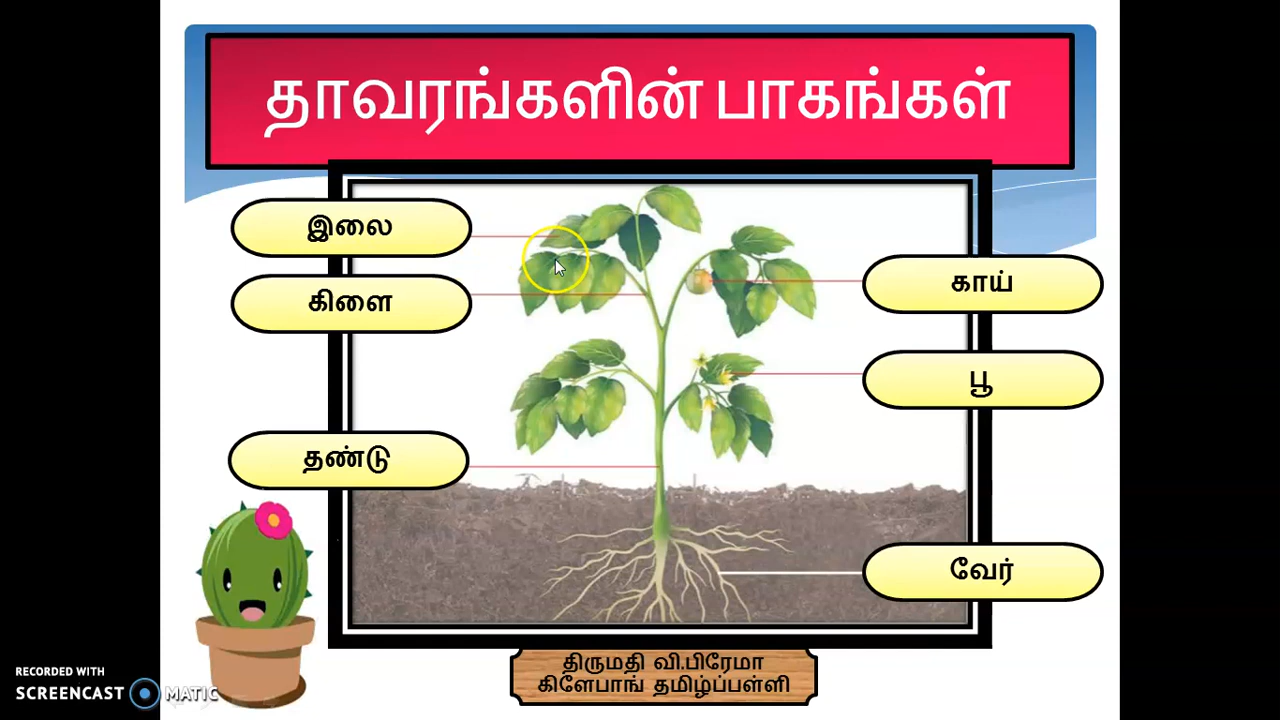 தாவரங்களின் பாகங்கள்
இலை
கிளை
தண்டு
காய்
பூ
வேர்
திருமதி வி.பிரேமா
கிளேபாங் தமிழ்ப்பள்ளி
RECORDED WITH
SCREENCAST MATIC